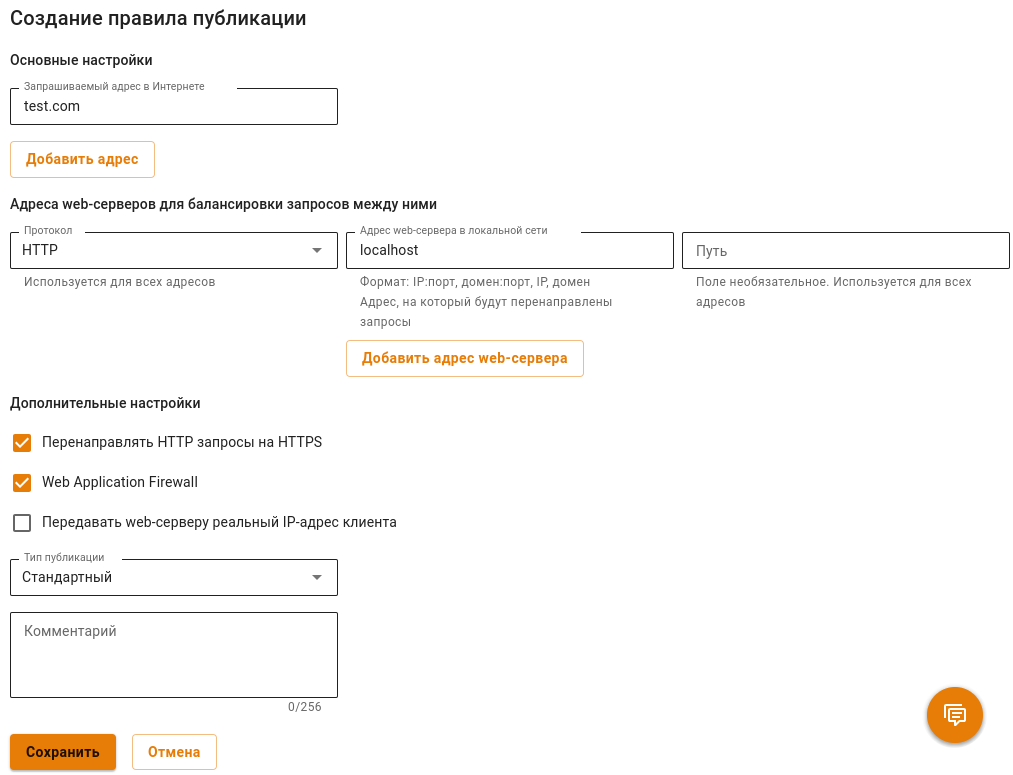 Создание правила публикации
Основные настройки
Запрашиваемый адрес в Интернете
test.com
Добавить адрес
Адреса web-серверов для балансировки запросов между ними
Протокол
HTTP
Используется для всех адресов
Адрес web-сервера в локальной сети
localhost
Формат: IP:порт, домен:порт, IP, домен
Адрес, на который будут перенаправлены
запросы
Путь
Поле необязательное. Используется для всех
адресов
Добавить адрес web-сервера
Дополнительные настройки
Перенаправлять HTTP запросы на HTTPS
Web Application Firewall
Передавать web-серверу реальный IP-адрес клиента
Тип публикации
Стандартный
Комментарий
0/256
Сохранить
Отмена